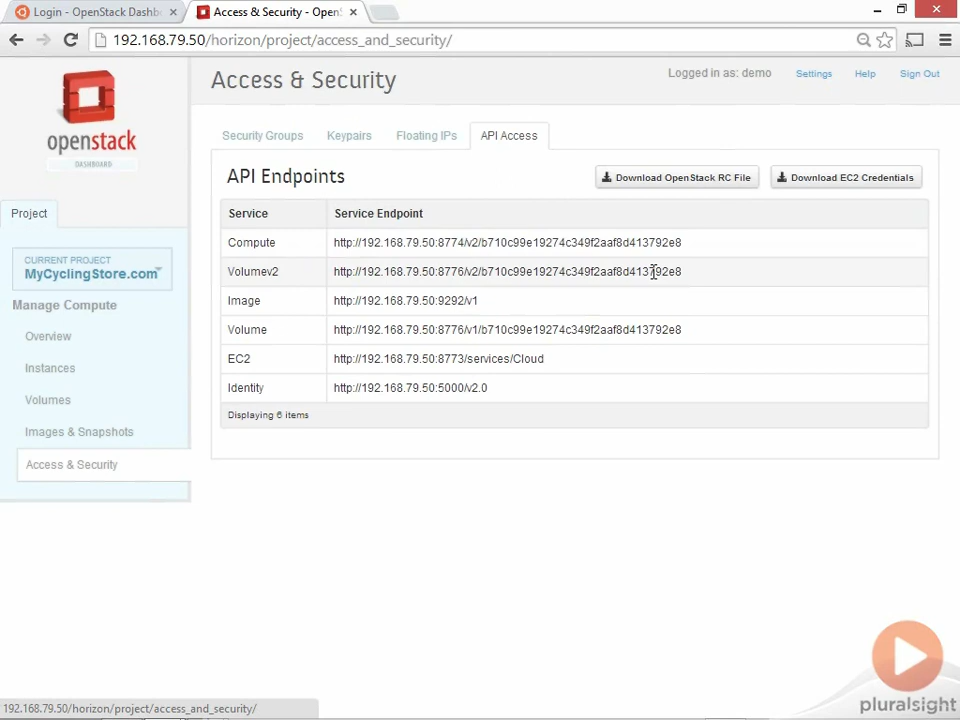 Login - OpenStack Dashb
Access & Security - Open
192.168.79.50/horizon/project/access_and_security/
openstack
DASHBOARD
Project
CURRENT PROJECT
MyCyclingStore.com
Manage Compute
Overview
Instances
Volumes
Images & Snapshots
Access & Security
Access & Security
Logged in as: demo
Settings
Help
Sign Out
Security Groups
Keypairs
Floating IPs
API Access
API Endpoints
Download OpenStack RC File
Download EC2 Credentials
Service Service Endpoint
Compute http://192.168.79.50:8774/v2/b710c99e19274c349f2aaf8d413792e8
Volumev2 http://192.168.79.50:8776/v2/b710c99e19274c349f2aaf8d413792e8
Image http://192.168.79.50:9292/v1
Volume http://192.168.79.50:8776/v1/b710c99e19274c349f2aaf8d413792e8
EC2 http://192.168.79.50:8773/services/Cloud
Identity http://192.168.79.50:5000/v2.0
Displaying 6 items
192.168.79.50/horizon/project/access_and_security/
pluralsight